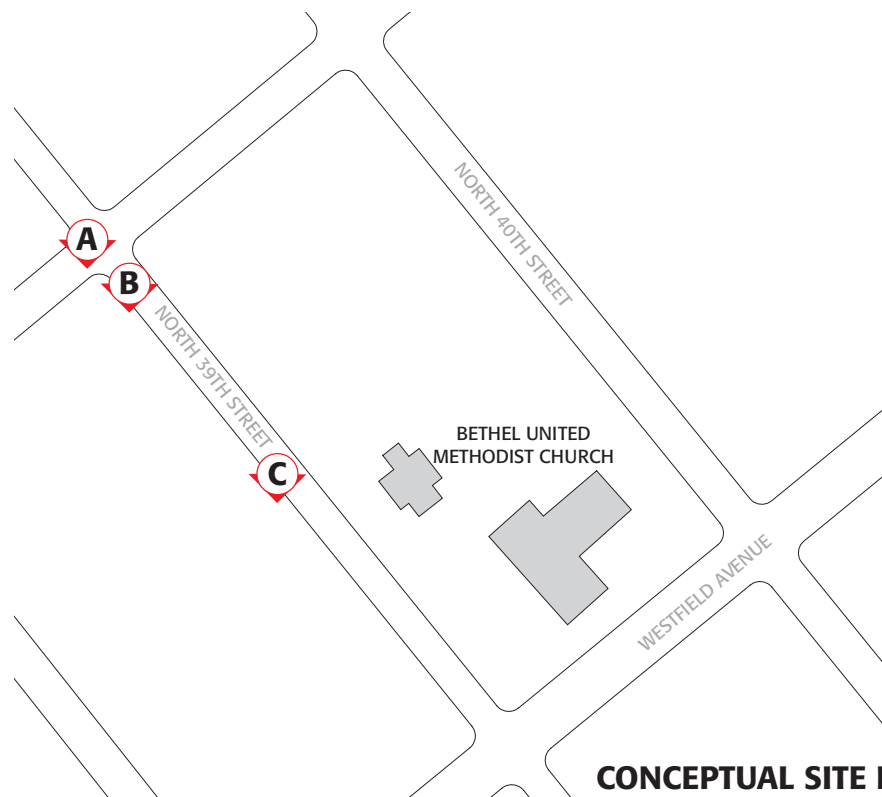 NORTH 40TH STREET
A
B
NORTH 39TH STREET
BETHEL UNITED
METHODIST CHURCH
C
WESTFIELD AVENUE
CONCEPTUAL SITE